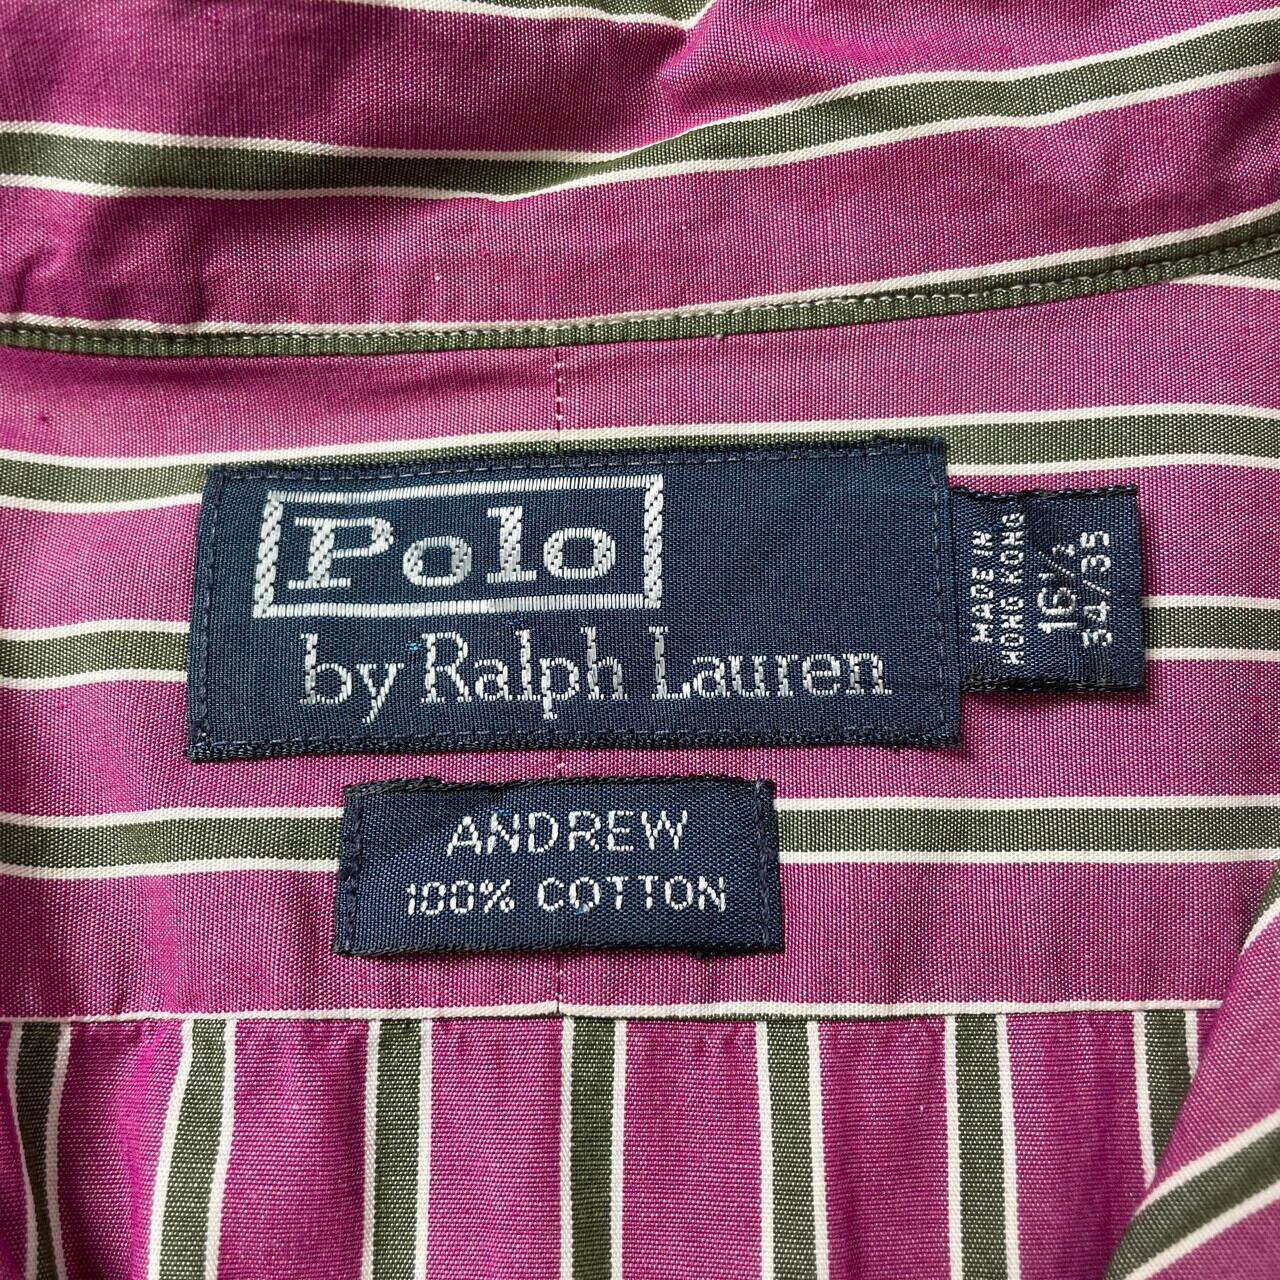 Polo
by Ralph Lauren
MADE IN
HONG KONG
16½
34/35
ANDREW
100% COTTON